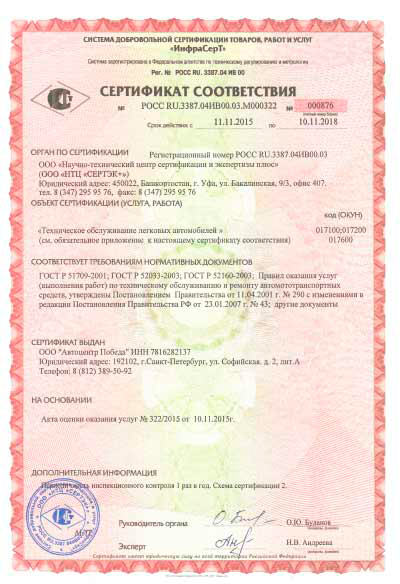 СИСТЕМА ДОБРОВОЛЬНОЙ СЕРТИФИКАЦИИ ТОВАРОВ, РАБОТ И УСЛУГ
«ИнфраСерТ»
Система зарегистрирована в Федеральном агентстве по техническому регулированию и метрологии
Рег. № РОСС RU.3387.04 ИВ 00
СЕРТИФИКАТ СООТВЕТСТВИЯ
№ РОСС RU.3387.04ИВ00.03.М000322 № 000876
Срок действия с 11.11.2015 по 10.11.2018
ОРГАН ПО СЕРТИФИКАЦИИ Регистрационный номер РОСС RU.3387.04ИВ00.03
ООО «Научно-технический центр сертификации и экспертизы плюс»
(ООО «НТЦ «СЕРТЭК+»)
Юридический адрес: 450022, Башкортостан, г. Уфа, ул. Бакалинская, 9/3, офис 407.
тел. 8 (347) 295 95 76, факс: 8 (347) 295 95 76
ОБЪЕКТ СЕРТИФИКАЦИИ (УСЛУГА, РАБОТА)
код (ОКУН)
«Техническое обслуживание легковых автомобилей » 017100;017200
(см. обязательное приложение к настоящему сертификату соответствия) 017600
СООТВЕТСТВУЕТ ТРЕБОВАНИЯМ НОРМАТИВНЫХ ДОКУМЕНТОВ
ГОСТ Р 51709-2001; ГОСТ Р 52033-2003; ГОСТ Р 52160-2003; Правил оказания услуг
(выполнения работ) по техническому обслуживанию и ремонту автомототранспортных
средств, утверждены Постановлением Правительства от 11.04.2001 г. № 290 с изменениями в
редакции Постановления Правительства РФ от 23.01.2007 г. № 43; другие документы
СЕРТИФИКАТ ВЫДАН
ООО "Автоцентр Победа" ИНН 7816282137
Юридический адрес: 192102, г.Санкт-Петербург, ул. Софийская. д. 2, лит.А
Телефон: 8 (812) 389-50-92
НА ОСНОВАНИИ
Акта оценки оказания услуг № 322/2015 от 10.11.2015г.
ДОПОЛНИТЕЛЬНАЯ ИНФОРМАЦИЯ
инспекционного контроля 1 раз в год. Схема сертификации 2.
ООО «НТЦ «СЕРТЭК+»
Руководитель органа О.Ю. Буланов
Эксперт Н.В. Андреева
Сертификат имеет юридическую силу на всей территории Российской Федерации